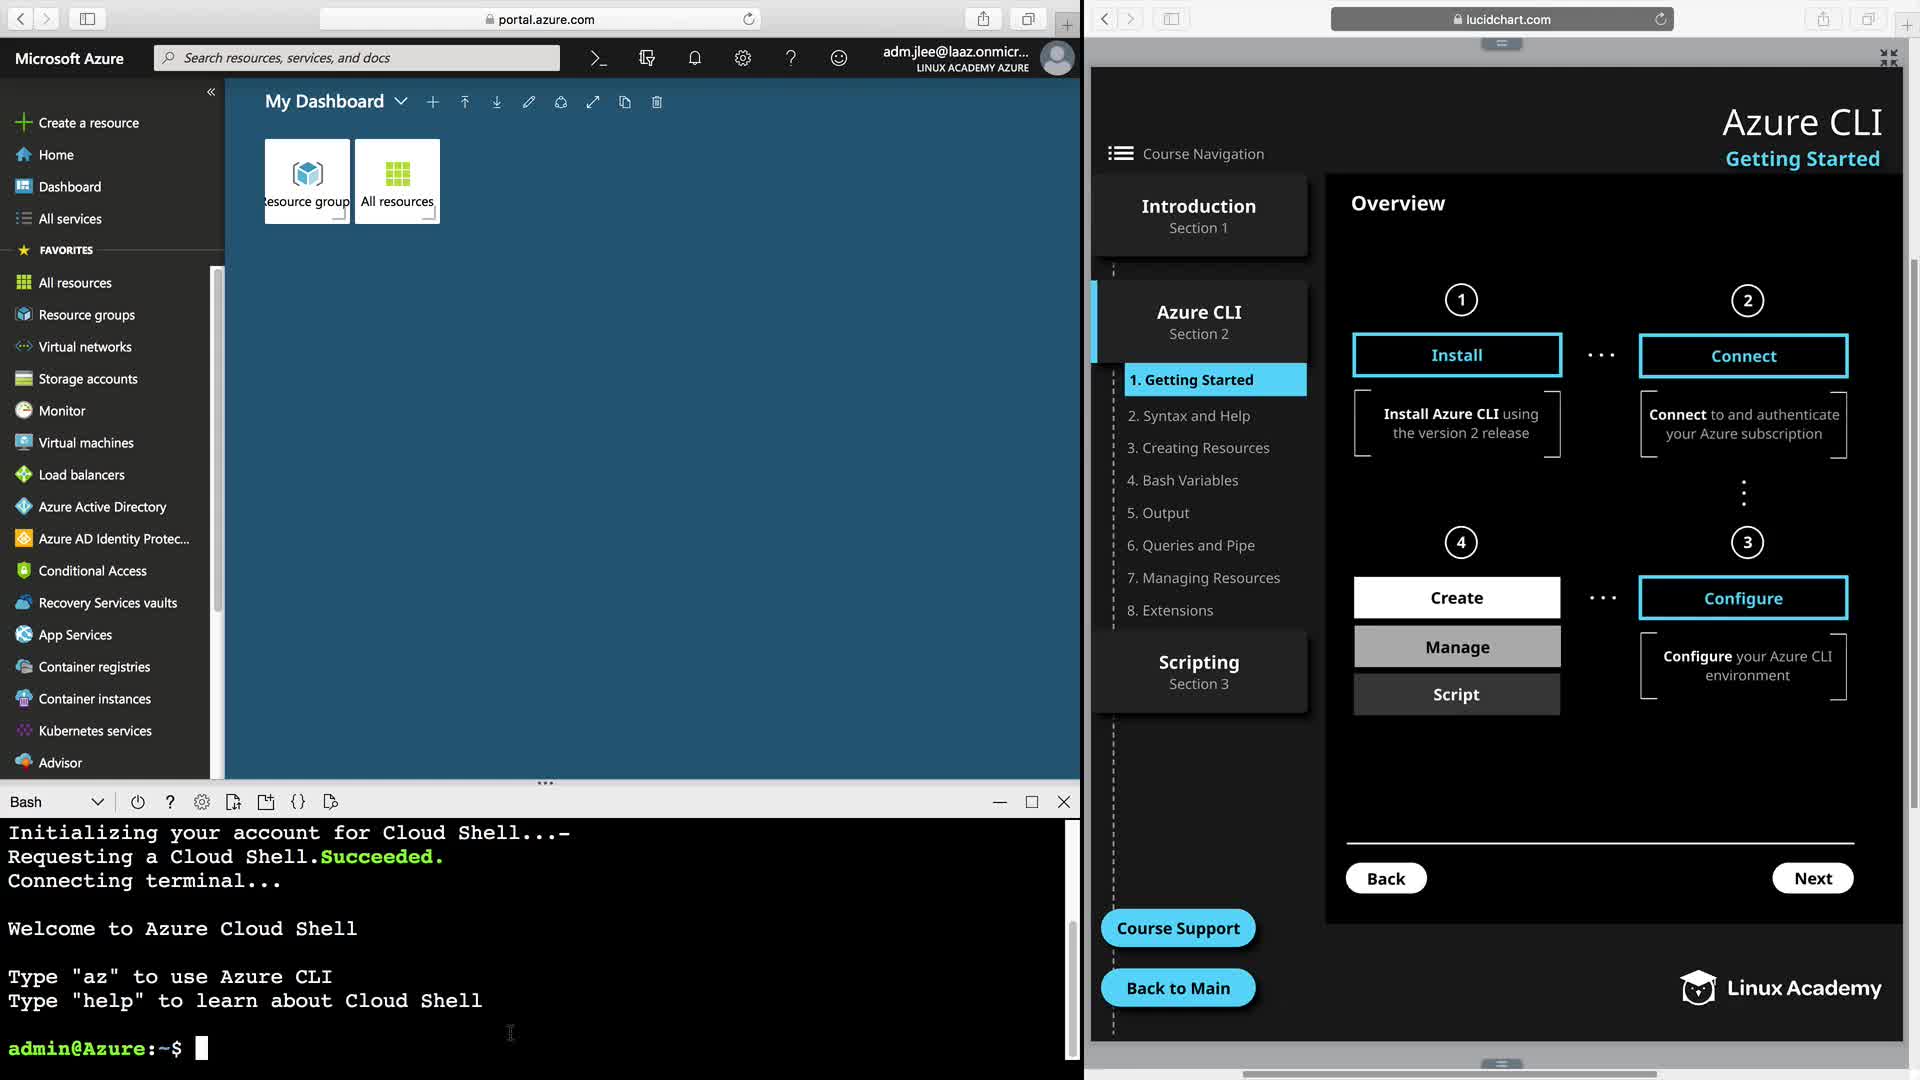 portal.azure.com
Microsoft Azure
Search resources, services, and docs
adm.jlee@laaz.onmicr...
LINUX ACADEMY AZURE
Create a resource
Home
Dashboard
All services
FAVORITES
All resources
Resource groups
Virtual networks
Storage accounts
Monitor
Virtual machines
Load balancers
Azure Active Directory
Azure AD Identity Protec...
Conditional Access
Recovery Services vaults
App Services
Container registries
Container instances
Kubernetes services
Advisor
My Dashboard
esource group
All resources
Bash
Initializing your account for Cloud Shell...-
Requesting a Cloud Shell.Succeeded.
Connecting terminal...
Welcome to Azure Cloud Shell
Type "az" to use Azure CLI
Type "help" to learn about Cloud Shell
admin@Azure:~$
lucidchart.com
Azure CLI
Getting Started
Course Navigation
Introduction
Section 1
Azure CLI
Section 2
1. Getting Started
2. Syntax and Help
3. Creating Resources
4. Bash Variables
5. Output
6. Queries and Pipe
7. Managing Resources
8. Extensions
Scripting
Section 3
Course Support
Back to Main
Overview
1
Install
Install Azure CLI using
the version 2 release
2
Connect
Connect to and authenticate
your Azure subscription
3
Configure
Configure your Azure CLI
environment
4
Create
Manage
Script
Back
Next
Linux Academy